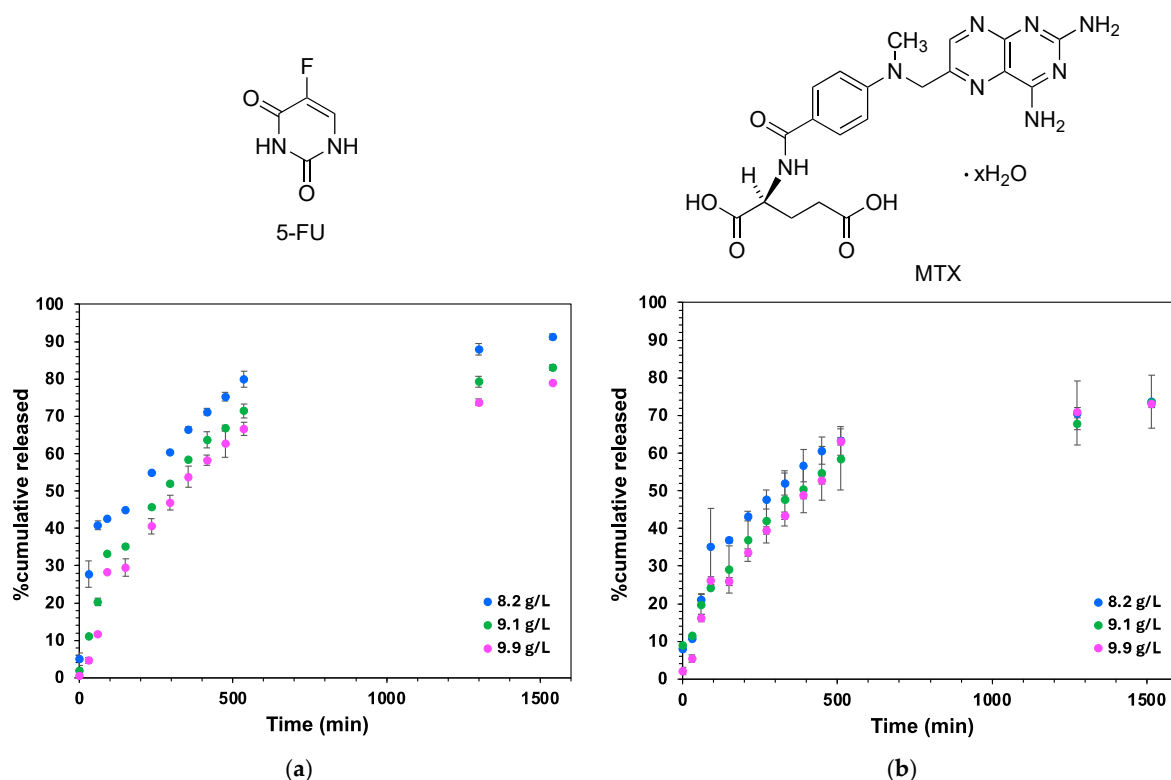 F
O
NH
NH
O
5-FU
CH₃
N
N
N
N
N
NH₂
NH₂
O
NH
H
HO
O
O
OH
· xH₂O
MTX
%cumulative released
100
90
80
70
60
50
40
30
20
10
0
0
500
1000
1500
Time (min)
8.2 g/L
9.1 g/L
9.9 g/L
(a)
%cumulative released
100
90
80
70
60
50
40
30
20
10
0
0
500
1000
1500
Time (min)
8.2 g/L
9.1 g/L
9.9 g/L
(b)